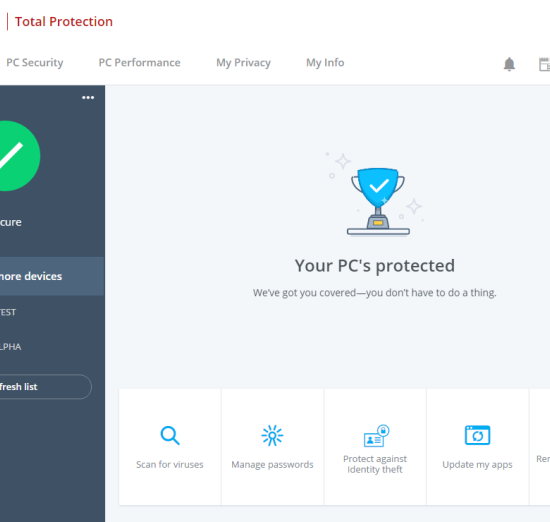 Total Protection
PC Security PC Performance My Privacy My Info
cure
Your PC's protected
We've got you covered—you don't have to do a thing.
more devices
EST
LPHA
fresh list
Scan for viruses
Manage passwords
Protect against
Identity theft
Update my apps
Rem